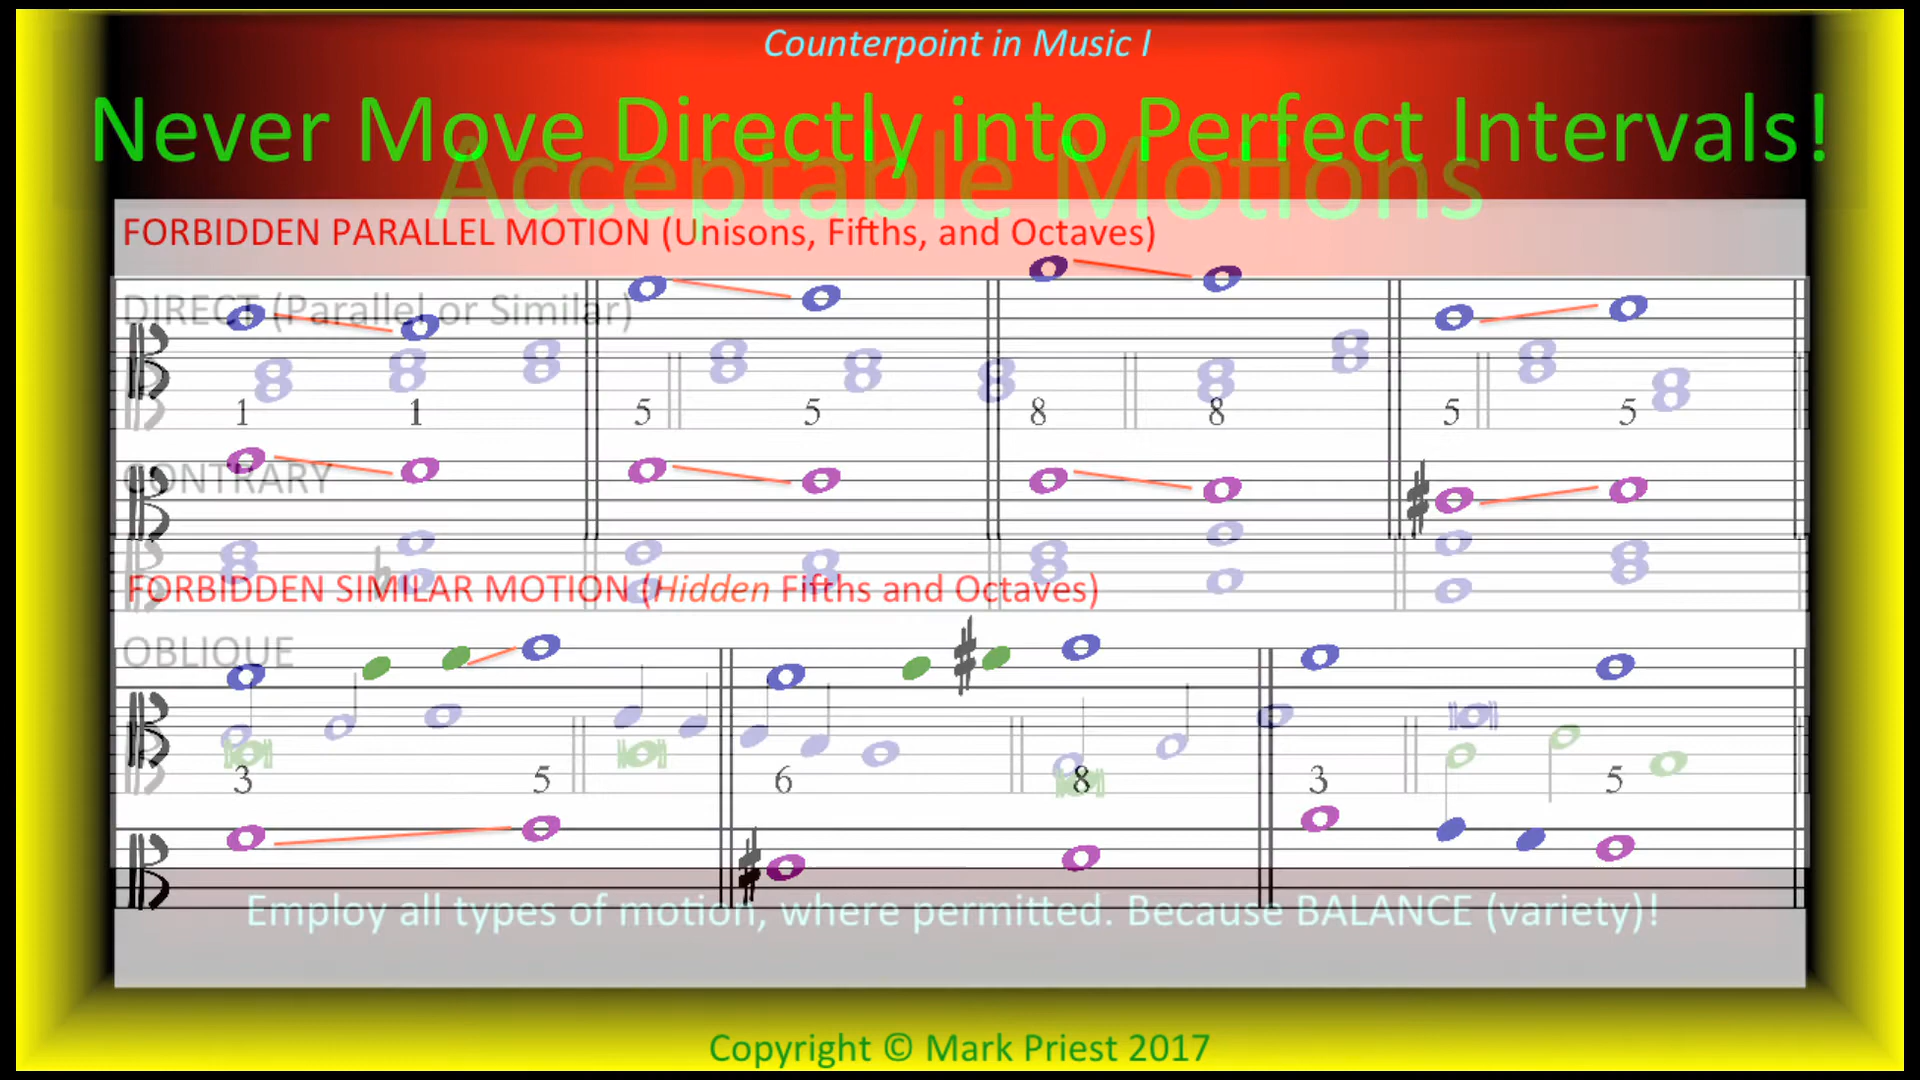 Counterpoint in Music I
Never Move Directly into Perfect Intervals!
Acceptable Motions
FORBIDDEN PARALLEL MOTION (Unisons, Fifths, and Octaves)
DIRECT (Parallel or Similar)
1 1 5 5 8 8 5 5
CONTRARY
FORBIDDEN SIMILAR MOTION (Hidden Fifths and Octaves)
OBLIQUE
3 5 6 8 3 5
Employ all types of motion, where permitted. Because BALANCE (variety)!
Copyright © Mark Priest 2017